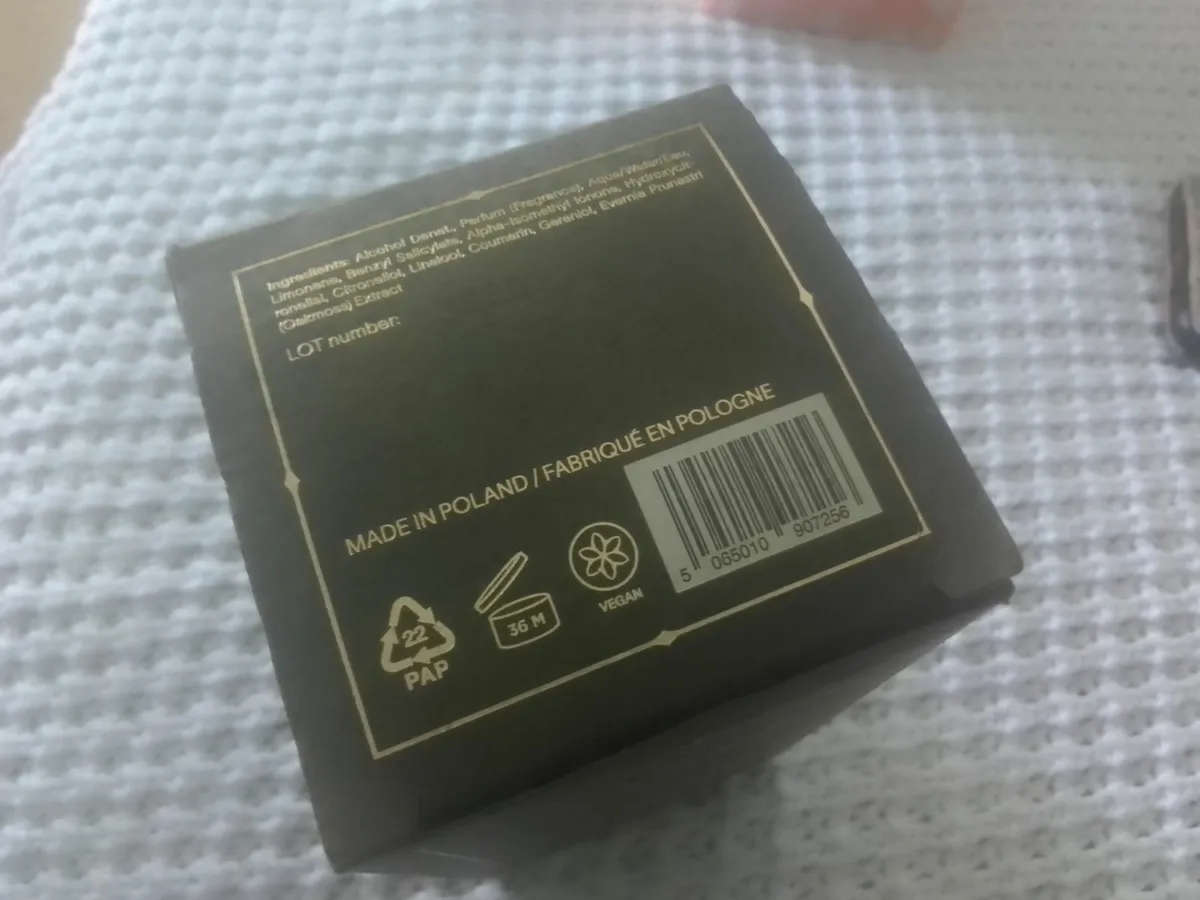 Ingredients: Alcohol Denat., Parfum (Fragrance), Aqua/Water/Eau,
Limonene, Benzyl Salicylate, Alpha-Isomethyl Ionone, Hydroxycit-
ronellal, Citronellol, Linalool, Coumarin, Geraniol, Evernia Prunastri
(Oakmoss) Extract
LOT number:
MADE IN POLAND / FABRIQUÉ EN POLOGNE
22
PAP
36 M
VEGAN
5 065010 907256